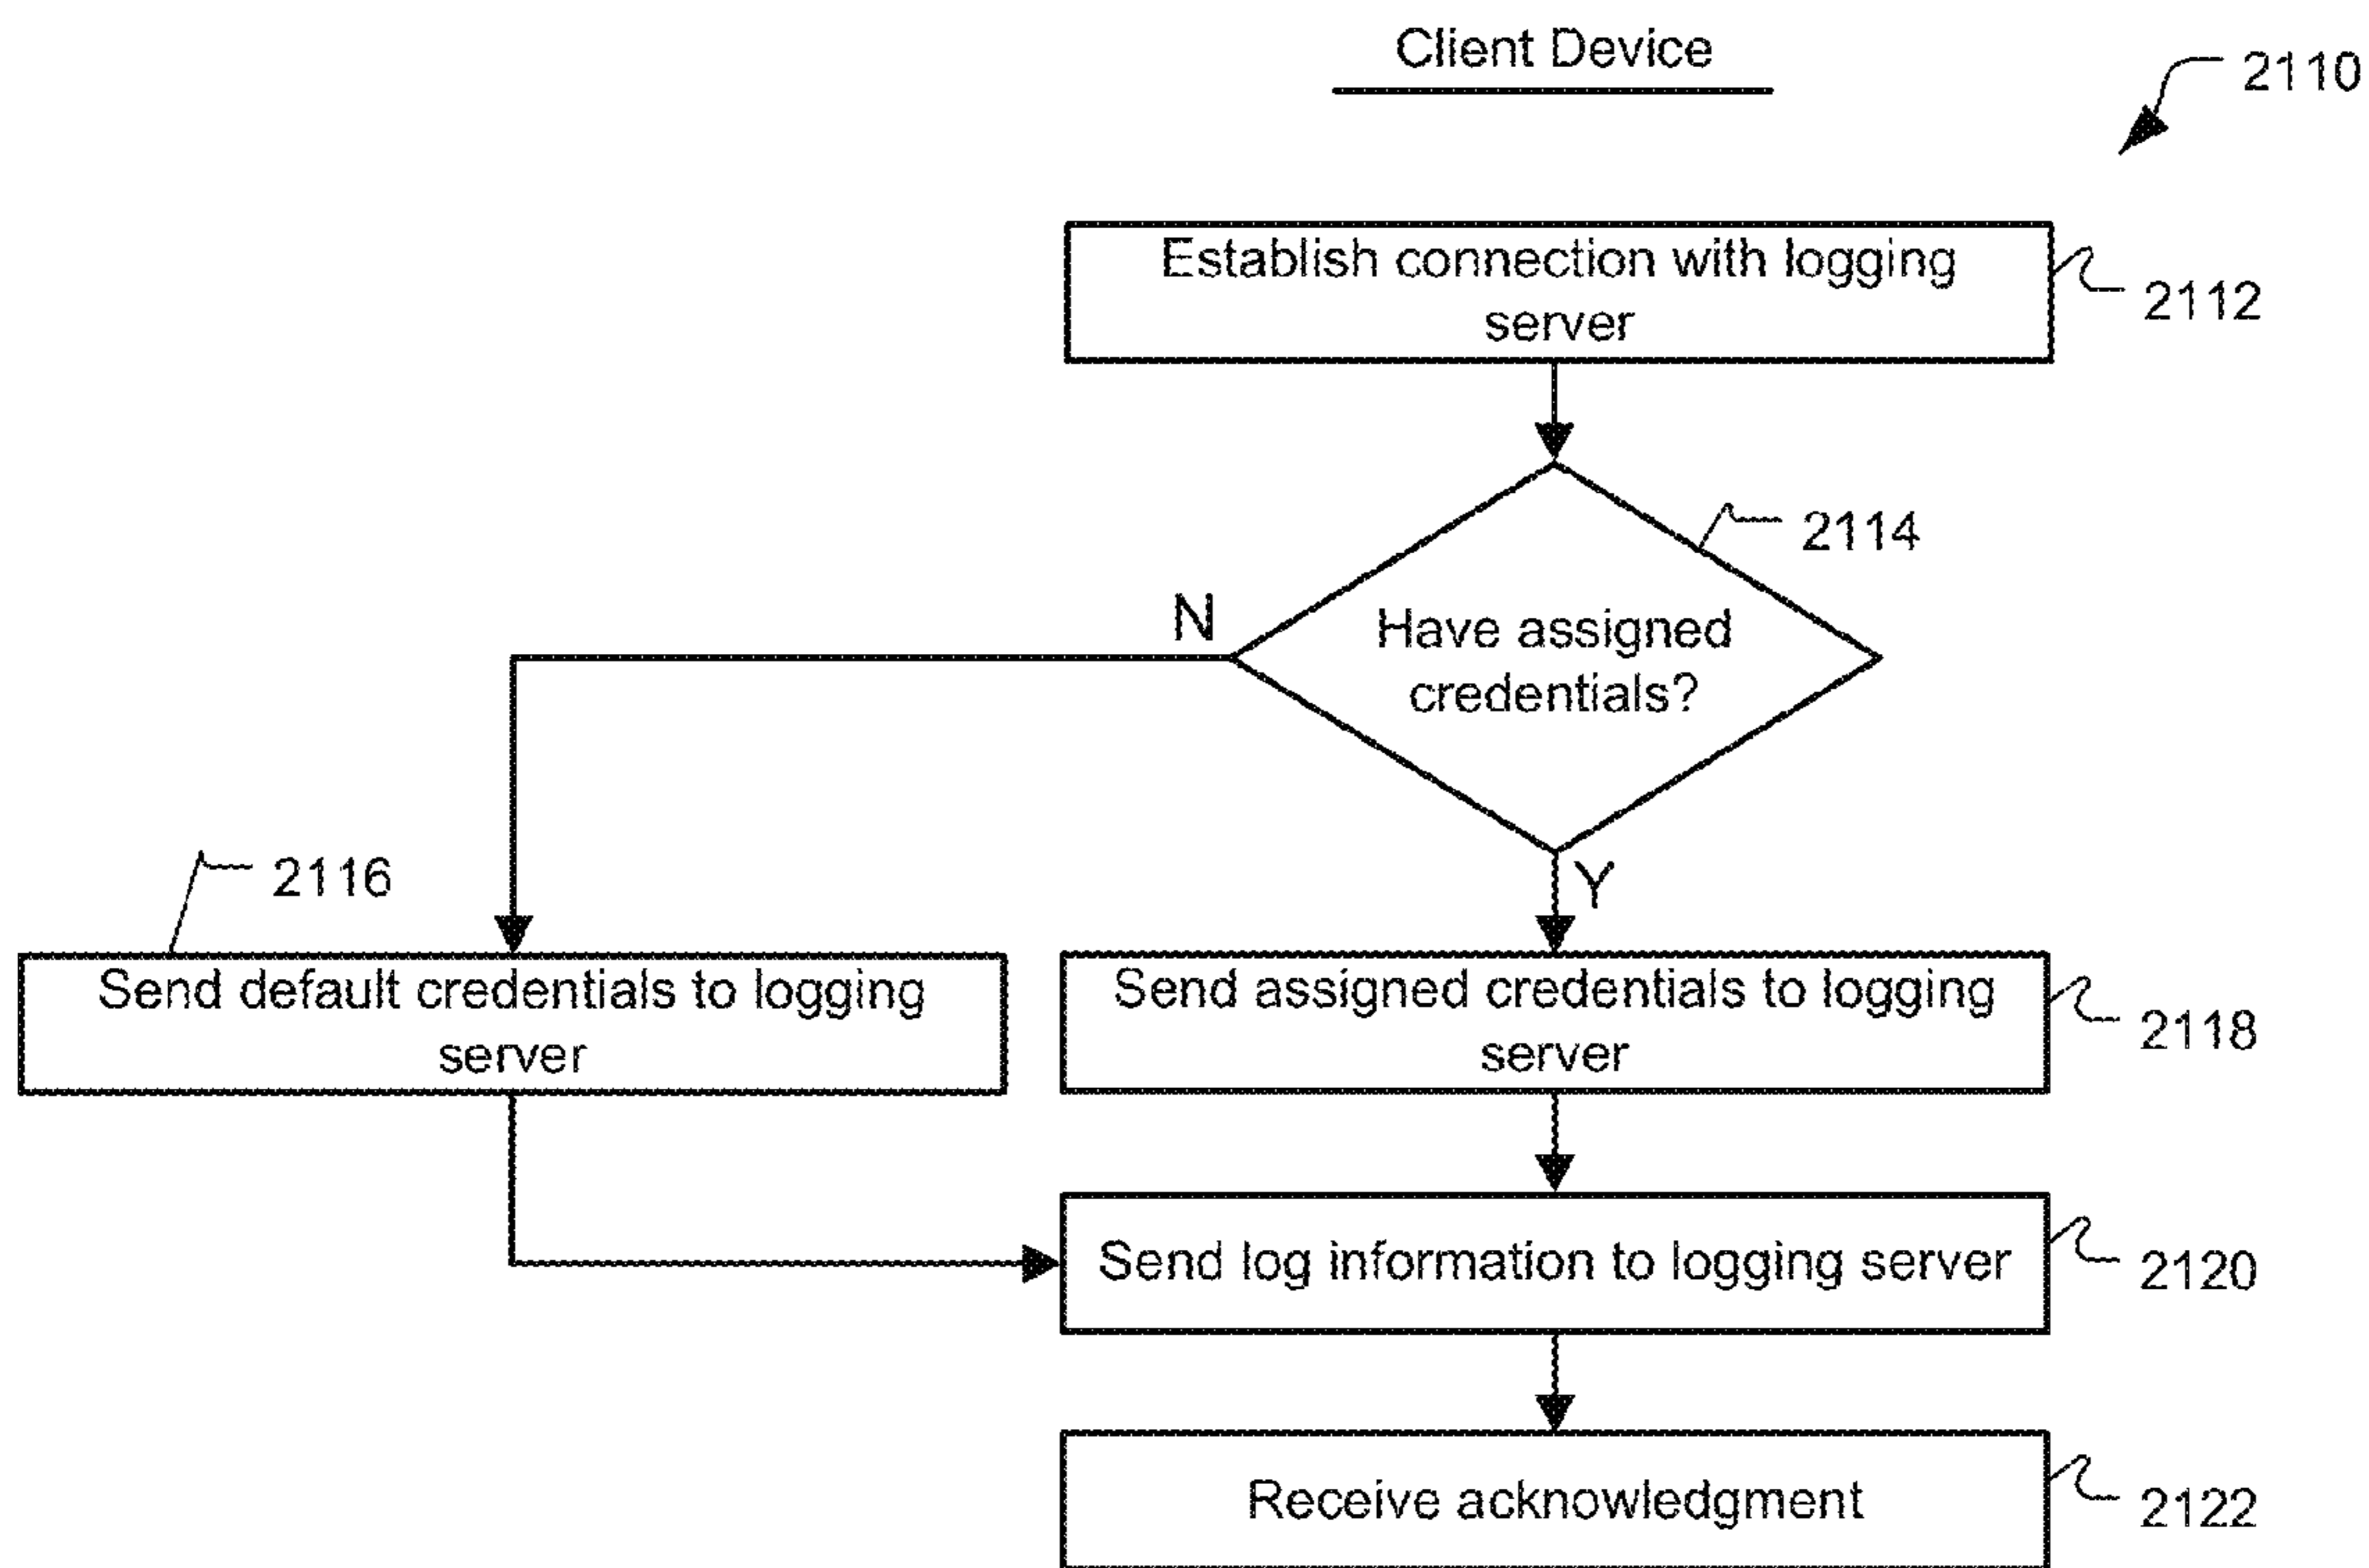 Client Device
2110
Establish connection with logging
server
2112
2114
Have assigned
credentials?
N
Y
2116
Send default credentials to logging
server
Send assigned credentials to logging
server
2118
Send log information to logging server
2120
Receive acknowledgment
2122